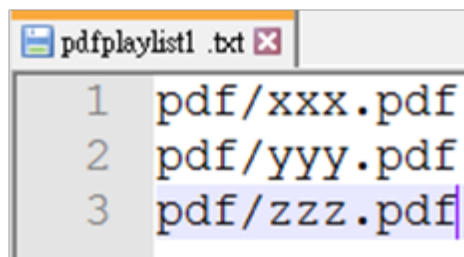 pdfplaylist1 .txt
1 pdf/xxx.pdf
2 pdf/yyy.pdf
3 pdf/zzz.pdf